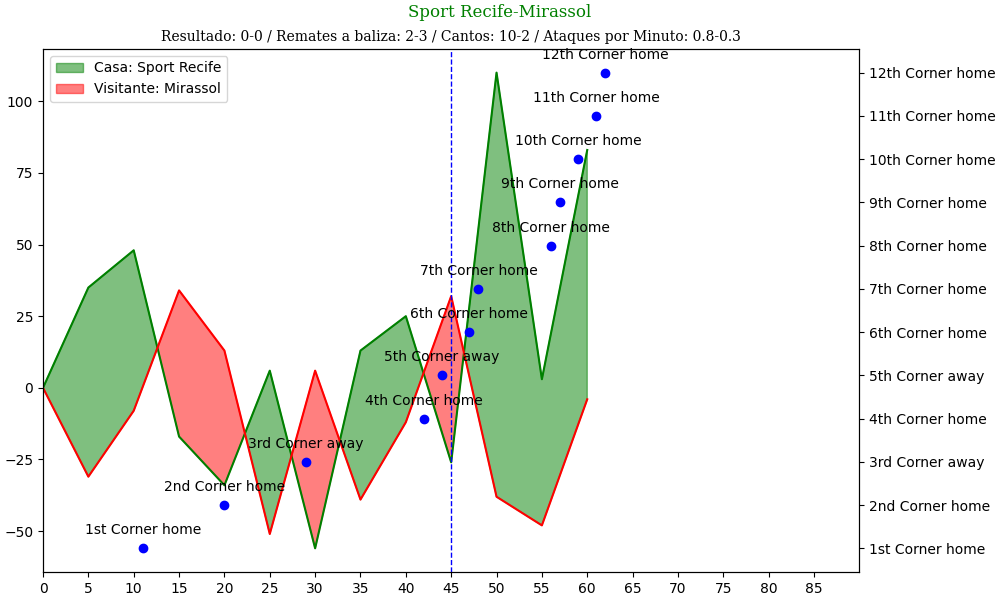 Sport Recife-Mirassol
Resultado: 0-0 / Remates a baliza: 2-3 / Cantos: 10-2 / Ataques por Minuto: 0.8-0.3
Casa: Sport Recife
Visitante: Mirassol
100
75
50
25
0
−25
−50
12th Corner home
11th Corner home
10th Corner home
9th Corner home
8th Corner home
7th Corner home
6th Corner home
5th Corner away
4th Corner home
3rd Corner away
2nd Corner home
1st Corner home
12th Corner home
11th Corner home
10th Corner home
9th Corner home
8th Corner home
7th Corner home
6th Corner home
5th Corner away
4th Corner home
3rd Corner away
2nd Corner home
1st Corner home
0 5 10 15 20 25 30 35 40 45 50 55 60 65 70 75 80 85